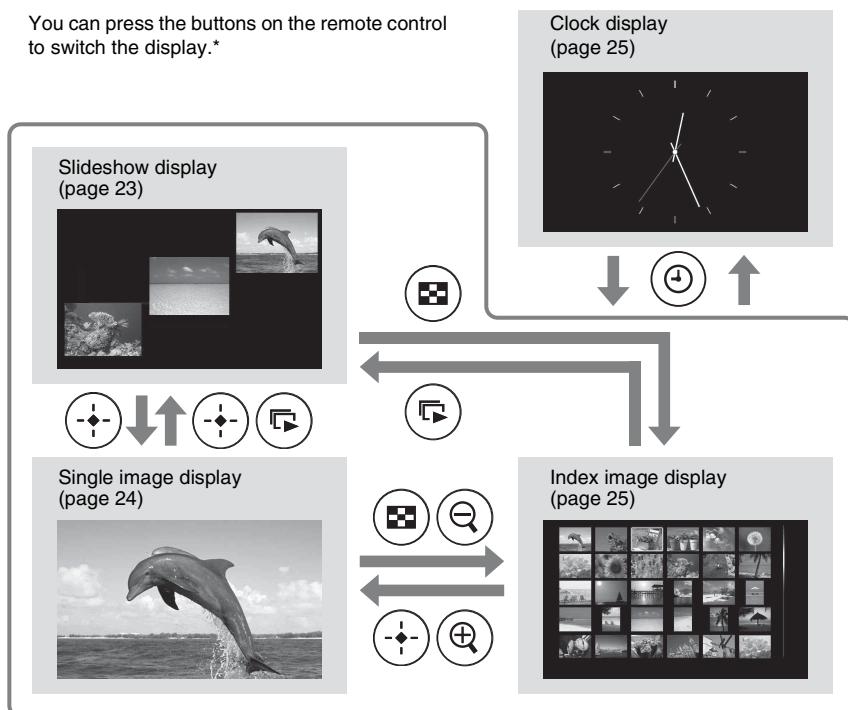 You can press the buttons on the remote control
to switch the display.*
Clock display
(page 25)
Slideshow display
(page 23)
Single image display
(page 24)
Index image display
(page 25)